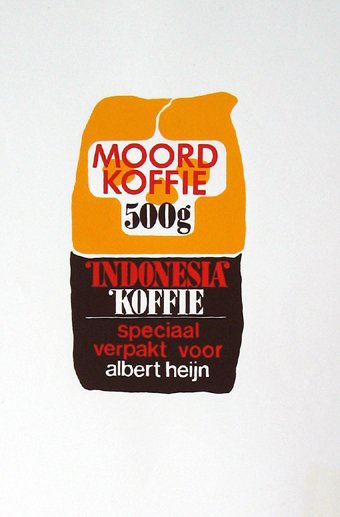 MOORD
KOFFIE
500g
INDONESIA
KOFFIE
speciaal
verpakt voor
albert heijn